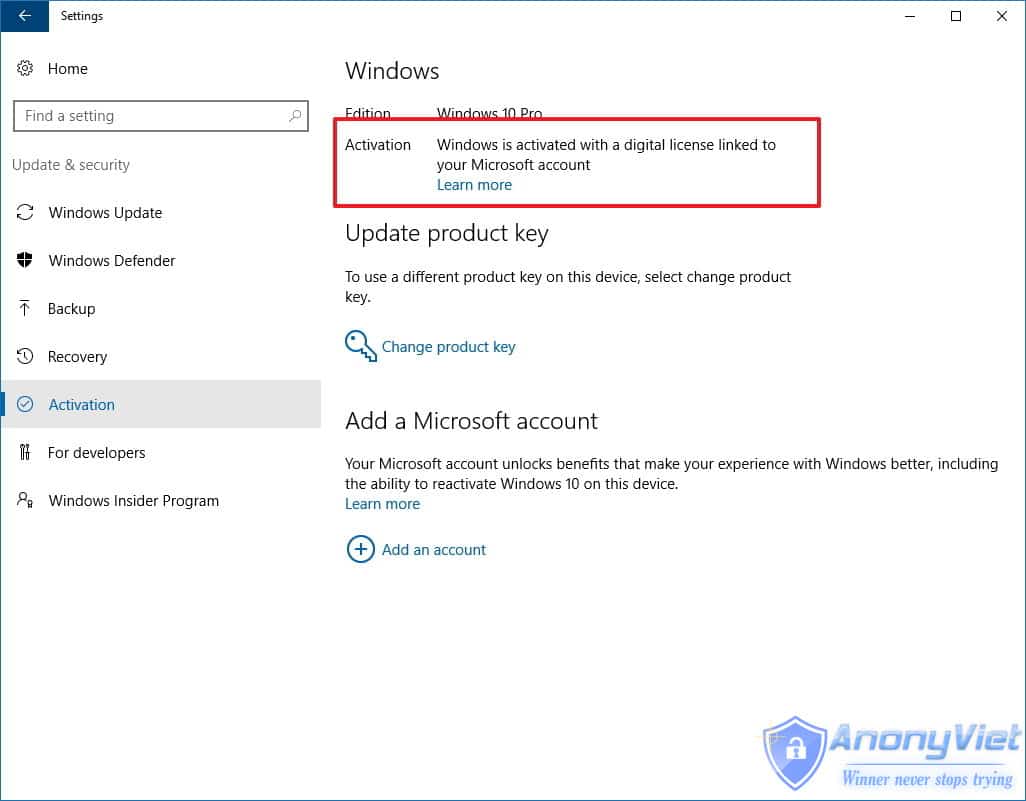 Settings
Home
Find a setting
Update & security
Windows Update
Windows Defender
Backup
Recovery
Activation
For developers
Windows Insider Program
Windows
Edition Windows 10 Pro
Activation Windows is activated with a digital license linked to
your Microsoft account
Learn more
Update product key
To use a different product key on this device, select change product
key.
Change product key
Add a Microsoft account
Your Microsoft account unlocks benefits that make your experience with Windows better, including
the ability to reactivate Windows 10 on this device.
Learn more
Add an account
AnonyViet
Winner never stops trying